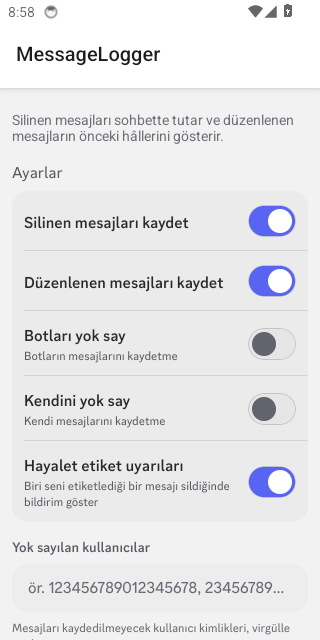 8:58
MessageLogger
Silinen mesajları sohbette tutar ve düzenlenen
mesajların önceki hâllerini gösterir.
Ayarlar
Silinen mesajları kaydet
Düzenlenen mesajları kaydet
Botları yok say
Botların mesajlarını kaydetme
Kendini yok say
Kendi mesajlarını kaydetme
Hayalet etiket uyarıları
Biri seni etiketlediği bir mesajı sildiğinde
bildirim göster
Yok sayılan kullanıcılar
ör. 123456789012345678, 23456789...
Mesajları kaydedilmeyecek kullanıcı kimlikleri, virgülle